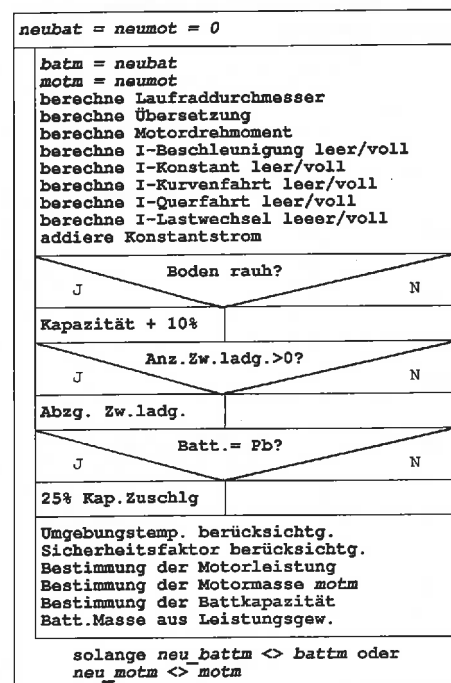 neubat = neumot = 0
batm = neubat
motm = neumot
berechne Laufraddurchmesser
berechne Übersetzung
berechne Motordrehmoment
berechne I-Beschleunigung leer/voll
berechne I-Konstant leer/voll
berechne I-Kurvenfahrt leer/voll
berechne I-Querfahrt leer/voll
berechne I-Lastwechsel leeer/voll
addiere Konstantstrom
Boden rauh?
J N
Kapazität + 10%
Anz.Zw.ladg.>0?
J N
Abzg. Zw.ladg.
Batt.= Pb?
J N
25% Kap.Zuschlg
Umgebungstemp. berücksichtg.
Sicherheitsfaktor berücksichtg.
Bestimmung der Motorleistung
Bestimmung der Motormasse motm
Bestimmung der Battkapazität
Batt.Masse aus Leistungsgew.
solange neu_battm <> battm oder
neu_motm <> motm